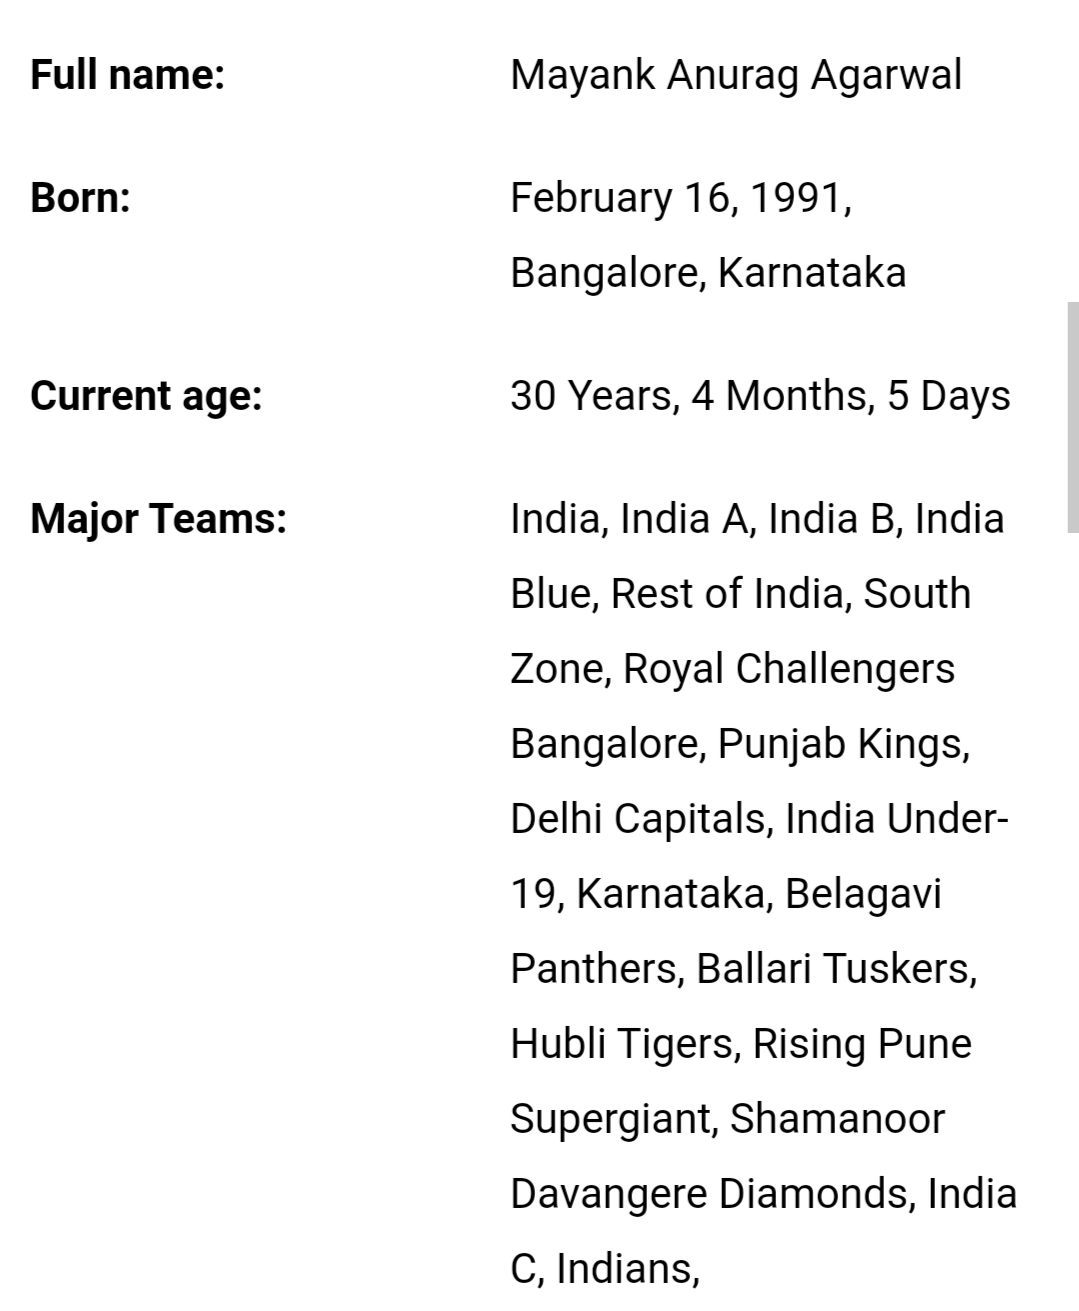 Full name: Mayank Anurag Agarwal
Born: February 16, 1991,
Bangalore, Karnataka
Current age: 30 Years, 4 Months, 5 Days
Major Teams: India, India A, India B, India
Blue, Rest of India, South
Zone, Royal Challengers
Bangalore, Punjab Kings,
Delhi Capitals, India Under-
19, Karnataka, Belagavi
Panthers, Ballari Tuskers,
Hubli Tigers, Rising Pune
Supergiant, Shamanoor
Davangere Diamonds, India
C, Indians,